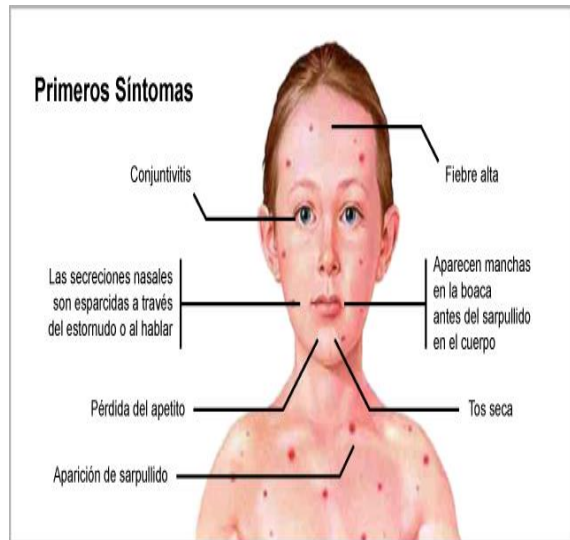 Primeros Síntomas
Conjuntivitis
Fiebre alta
Las secreciones nasales
son esparcidas a través
del estornudo o al hablar
Aparecen manchas
en la boaca
antes del sarpullido
en el cuerpo
Pérdida del apetito
Tos seca
Aparición de sarpullido